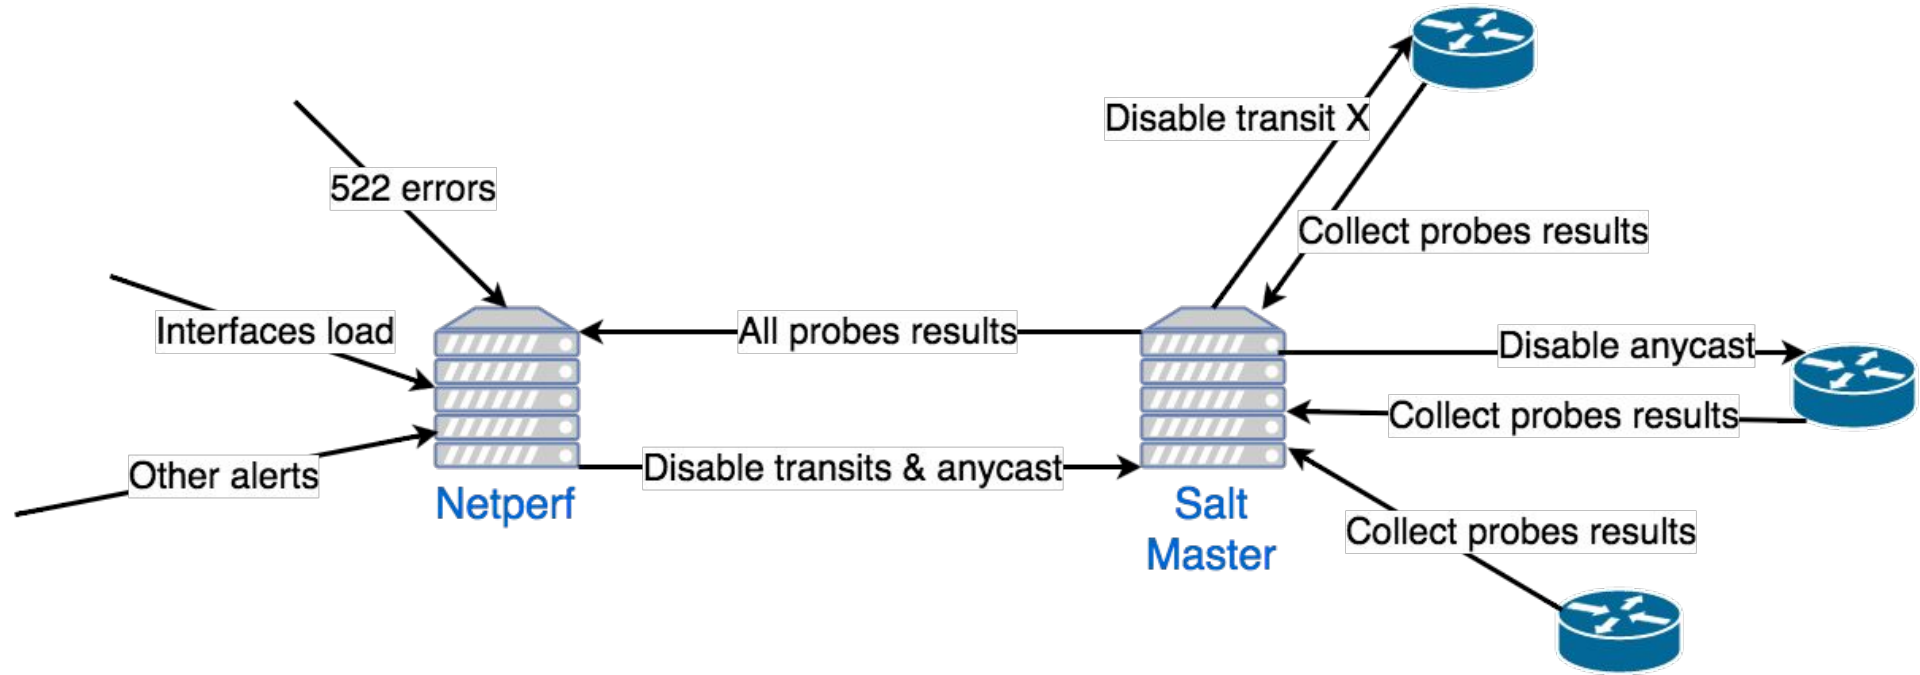 Disable transit X
522 errors
Collect probes results
Interfaces load
All probes results
Disable anycast
Collect probes results
Other alerts
Disable transits & anycast
Netperf
Salt
Master
Collect probes results